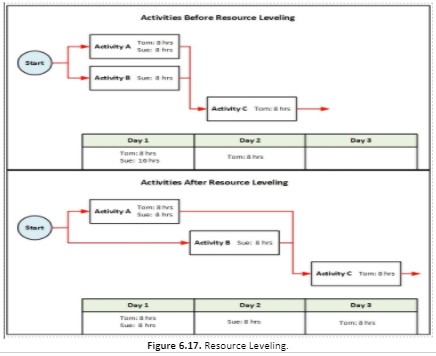 Activities Before Resource Leveling
Start
Activity A Tom: 8 hrs
Sue: 8 hrs
Activity B Sue: 8 hrs
Activity C Tom: 8 hrs
Day 1 Day 2 Day 3
Tom: 8 hrs Tom: 8 hrs
Sue: 16 hrs
Activities After Resource Leveling
Start
Activity A Tom: 8 hrs
Sue: 8 hrs
Activity B Sue: 8 hrs
Activity C Tom: 8 hrs
Day 1 Day 2 Day 3
Tom: 8 hrs Sue: 8 hrs Tom: 8 hrs
Sue: 8 hrs
Figure 6.17. Resource Leveling.